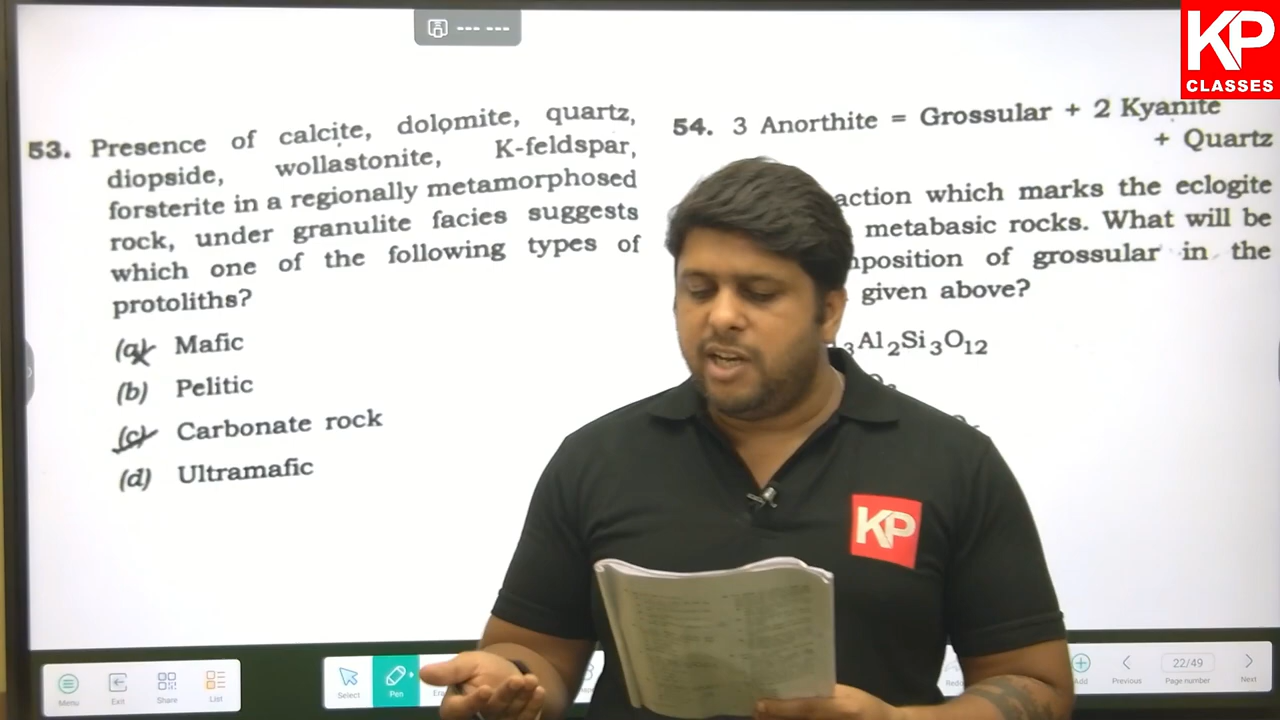 KP
CLASSES
53. Presence of calcite, dolomite, quartz,
diopside, wollastonite, K-feldspar,
forsterite in a regionally metamorphosed
rock, under granulite facies suggests
which one of the following types of
protoliths?
(a) Mafic
(b) Pelitic
(c) Carbonate rock
(d) Ultramafic
54. 3 Anorthite = Grossular + 2 Kyanite
+ Quartz
action which marks the eclogite
metabasic rocks. What will be
position of grossular in the
given above?
3Al2Si3O12
KP
Menu
Exit
Share
List
Select
Pen
Add
Previous
22/49
Page number
Next